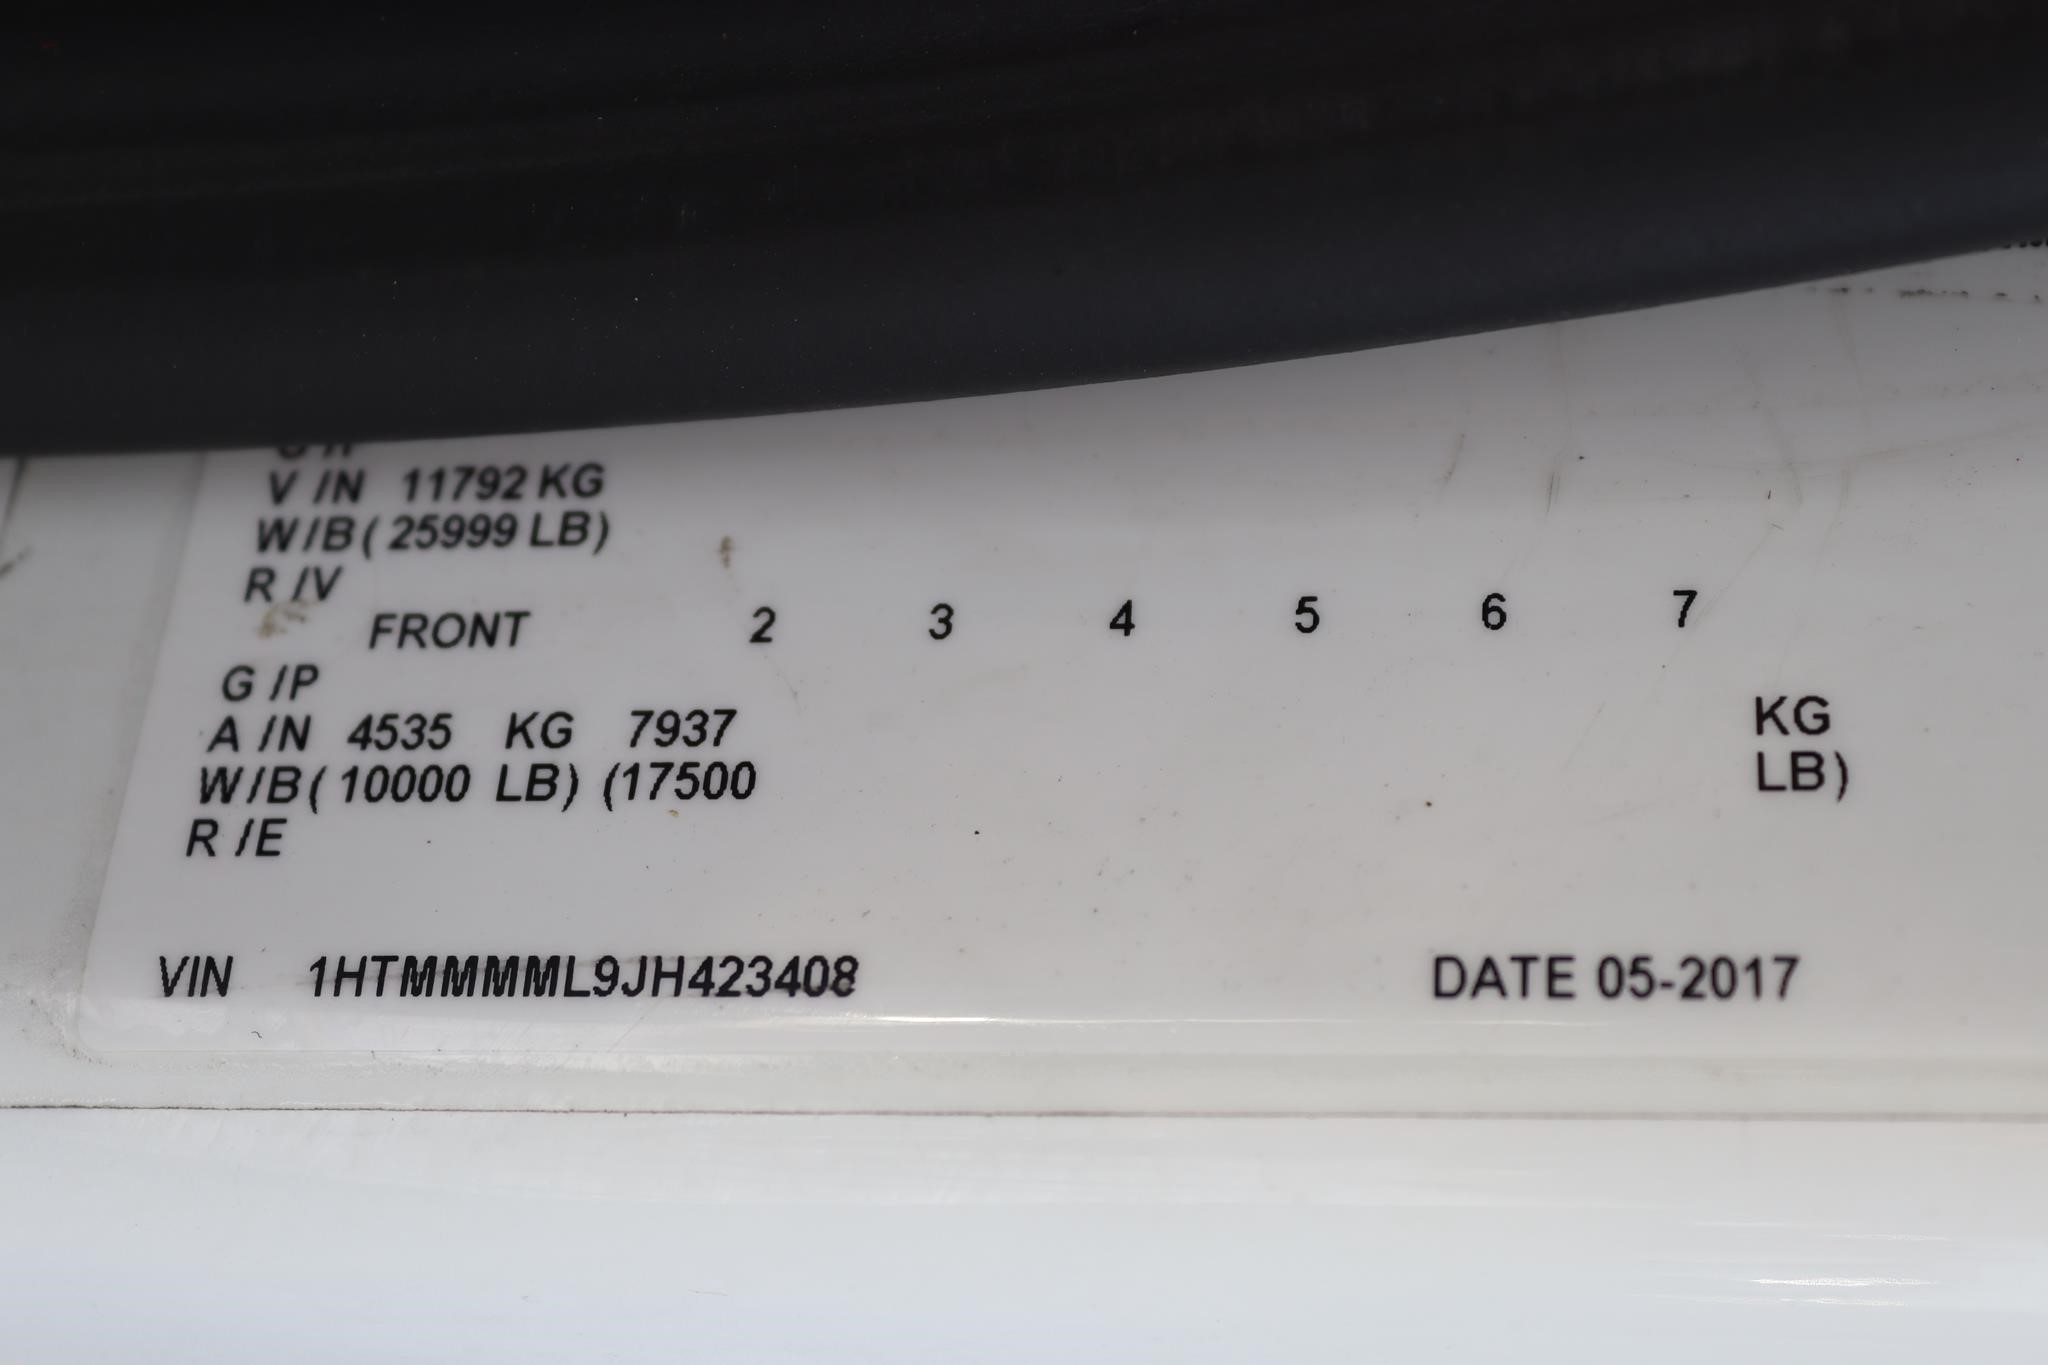 V /N 11792 KG
W/B( 25999 LB)
R /V
FRONT 2 3 4 5 6 7
G /P
A /N 4535 KG 7937 KG
W/B( 10000 LB) (17500 LB)
R /E
VIN 1HTMMMML9JH423408 DATE 05-2017